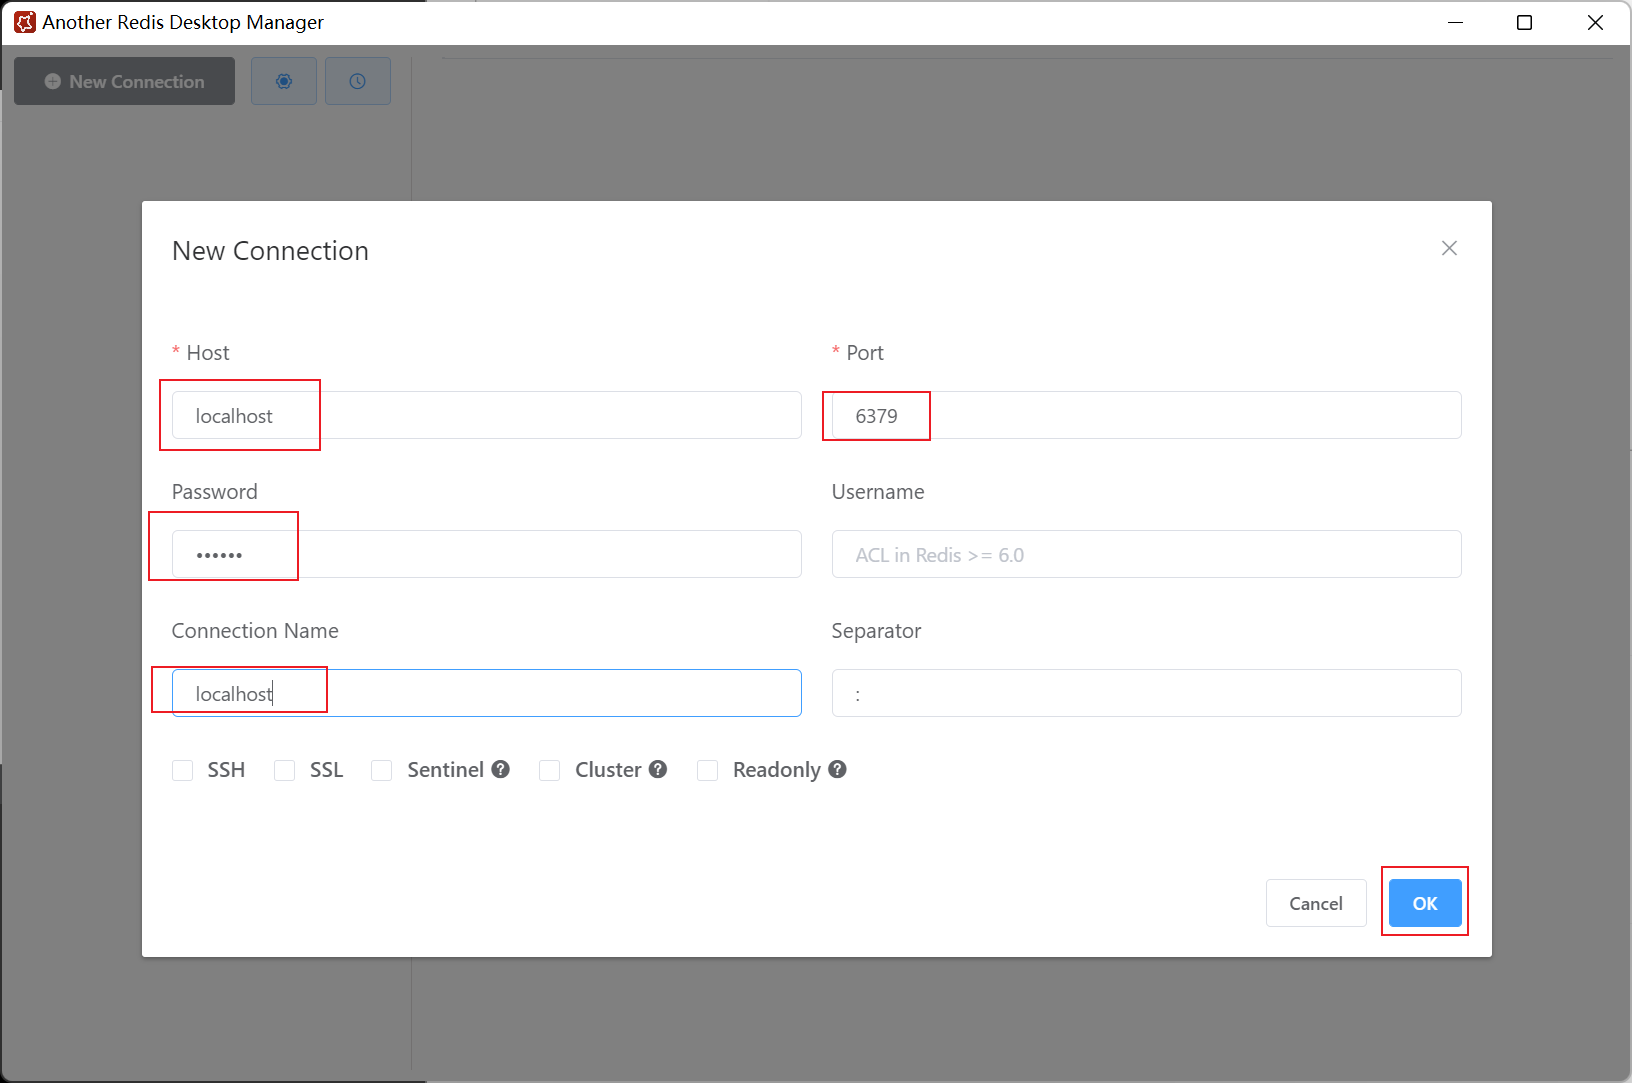 Another Redis Desktop Manager
New Connection
New Connection
* Host
* Port
localhost
6379
Password
Username
••••••
ACL in Redis >= 6.0
Connection Name
Separator
localhost
:
SSH SSL Sentinel ? Cluster ? Readonly ?
Cancel
OK